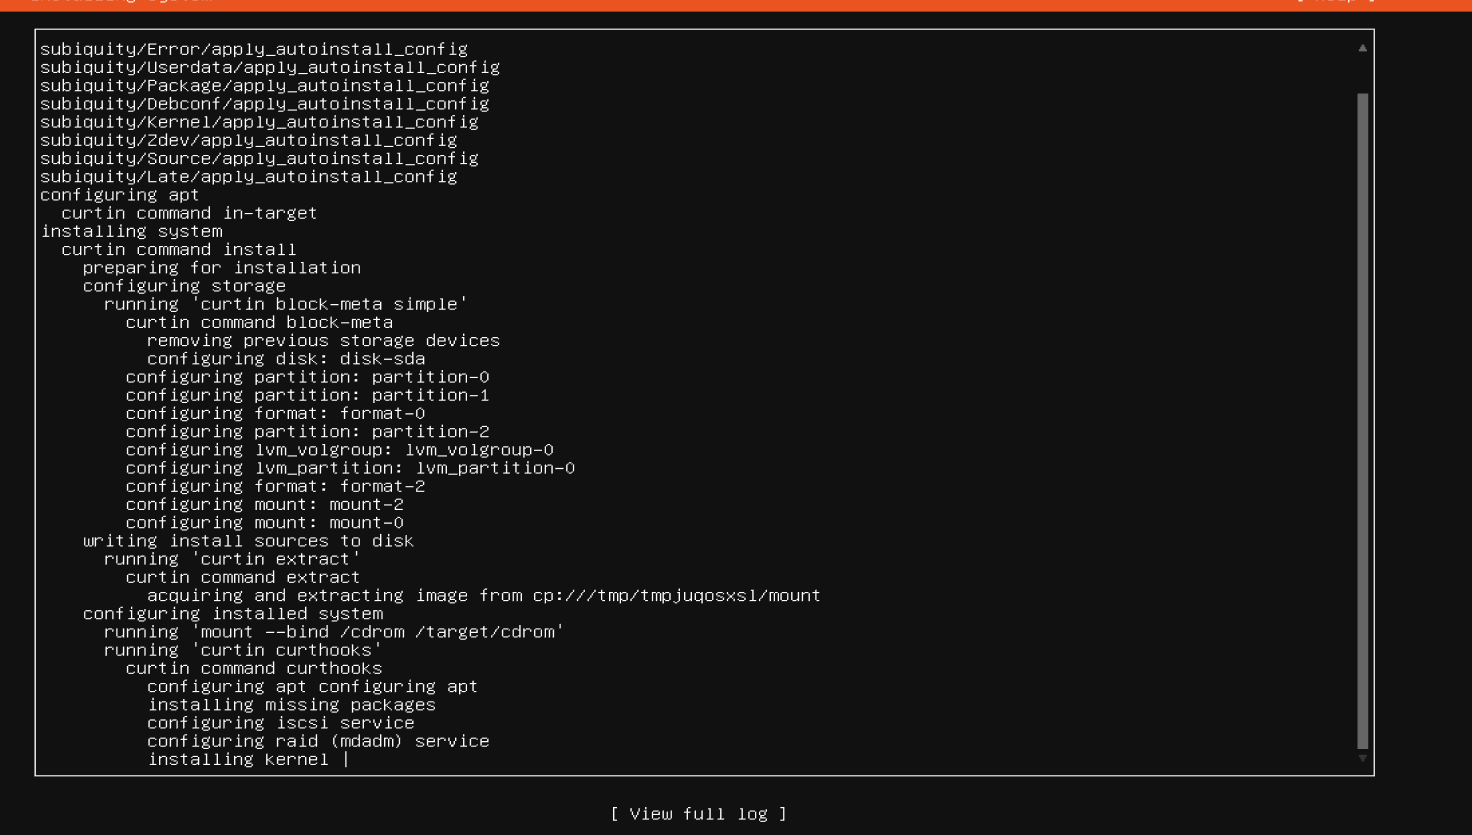 subiquity/Error/apply_autoinstall_config
subiquity/Userdata/apply_autoinstall_config
subiquity/Package/apply_autoinstall_config
subiquity/Debconf/apply_autoinstall_config
subiquity/Kernel/apply_autoinstall_config
subiquity/Zdev/apply_autoinstall_config
subiquity/Source/apply_autoinstall_config
subiquity/Late/apply_autoinstall_config
configuring apt
  curtin command in-target
installing system
  curtin command install
    preparing for installation
    configuring storage
      running 'curtin block-meta simple'
        curtin command block-meta
          removing previous storage devices
          configuring disk: disk-sda
        configuring partition: partition-0
        configuring partition: partition-1
        configuring format: format-0
        configuring partition: partition-2
        configuring lvm_volgroup: lvm_volgroup-0
        configuring lvm_partition: lvm_partition-0
        configuring format: format-2
        configuring mount: mount-2
        configuring mount: mount-0
    writing install sources to disk
      running 'curtin extract'
        curtin command extract
          acquiring and extracting image from cp:///tmp/tmpjuqosxsl/mount
    configuring installed system
      running 'mount --bind /cdrom /target/cdrom'
      running 'curtin curthooks'
        curtin command curthooks
          configuring apt configuring apt
          installing missing packages
          configuring iscsi service
          configuring raid (mdadm) service
          installing kernel |
[ View full log ]